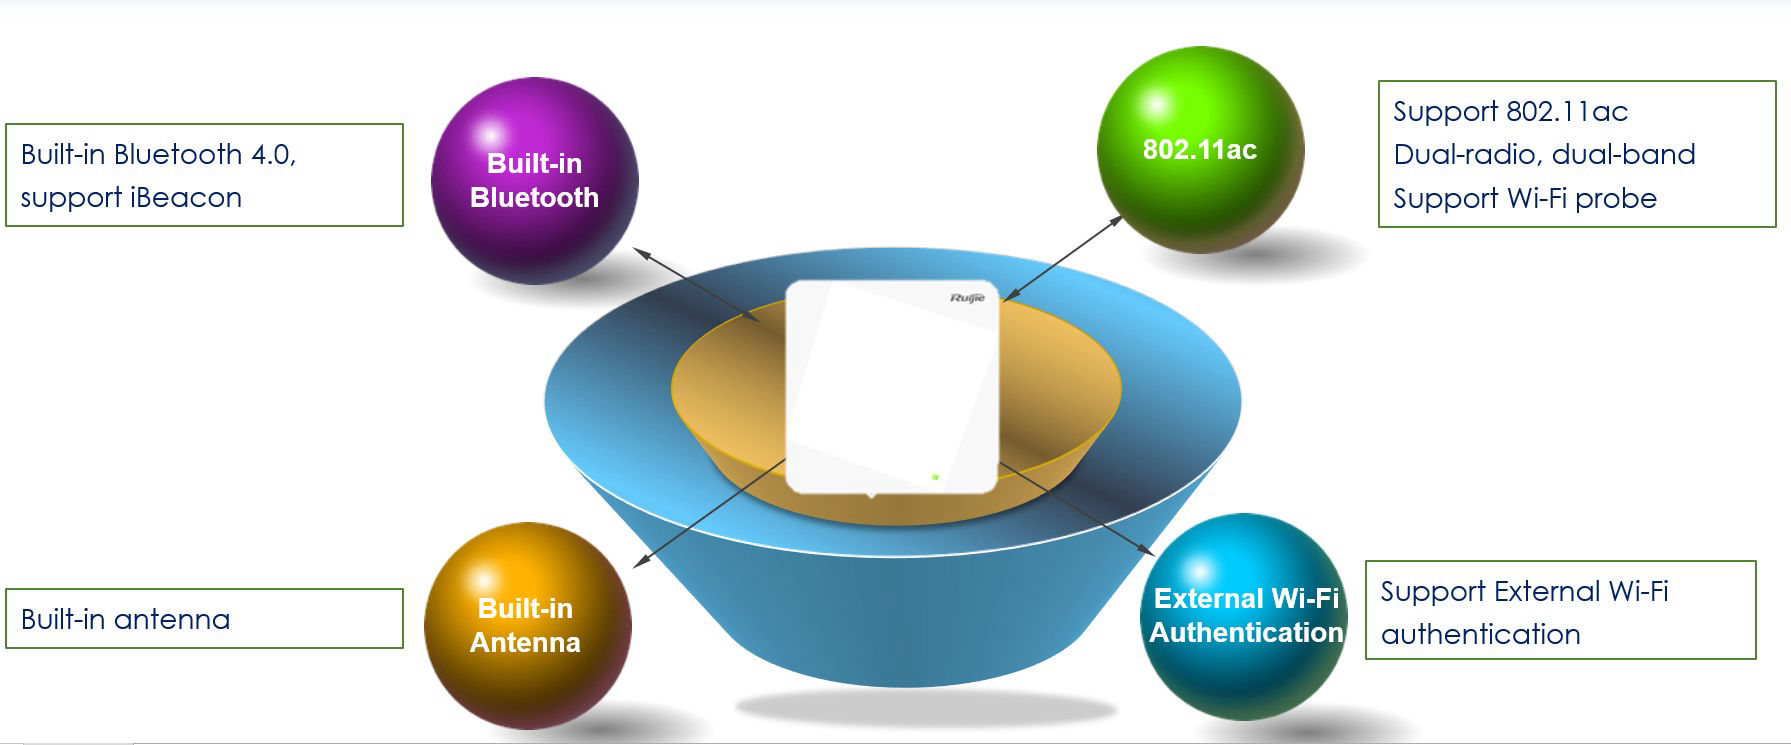 Built-in Bluetooth 4.0,
support iBeacon
Built-in
Bluetooth
802.11ac
Support 802.11ac
Dual-radio, dual-band
Support Wi-Fi probe
Ruijie
Built-in antenna
Built-in
Antenna
External Wi-Fi
Authentication
Support External Wi-Fi
authentication